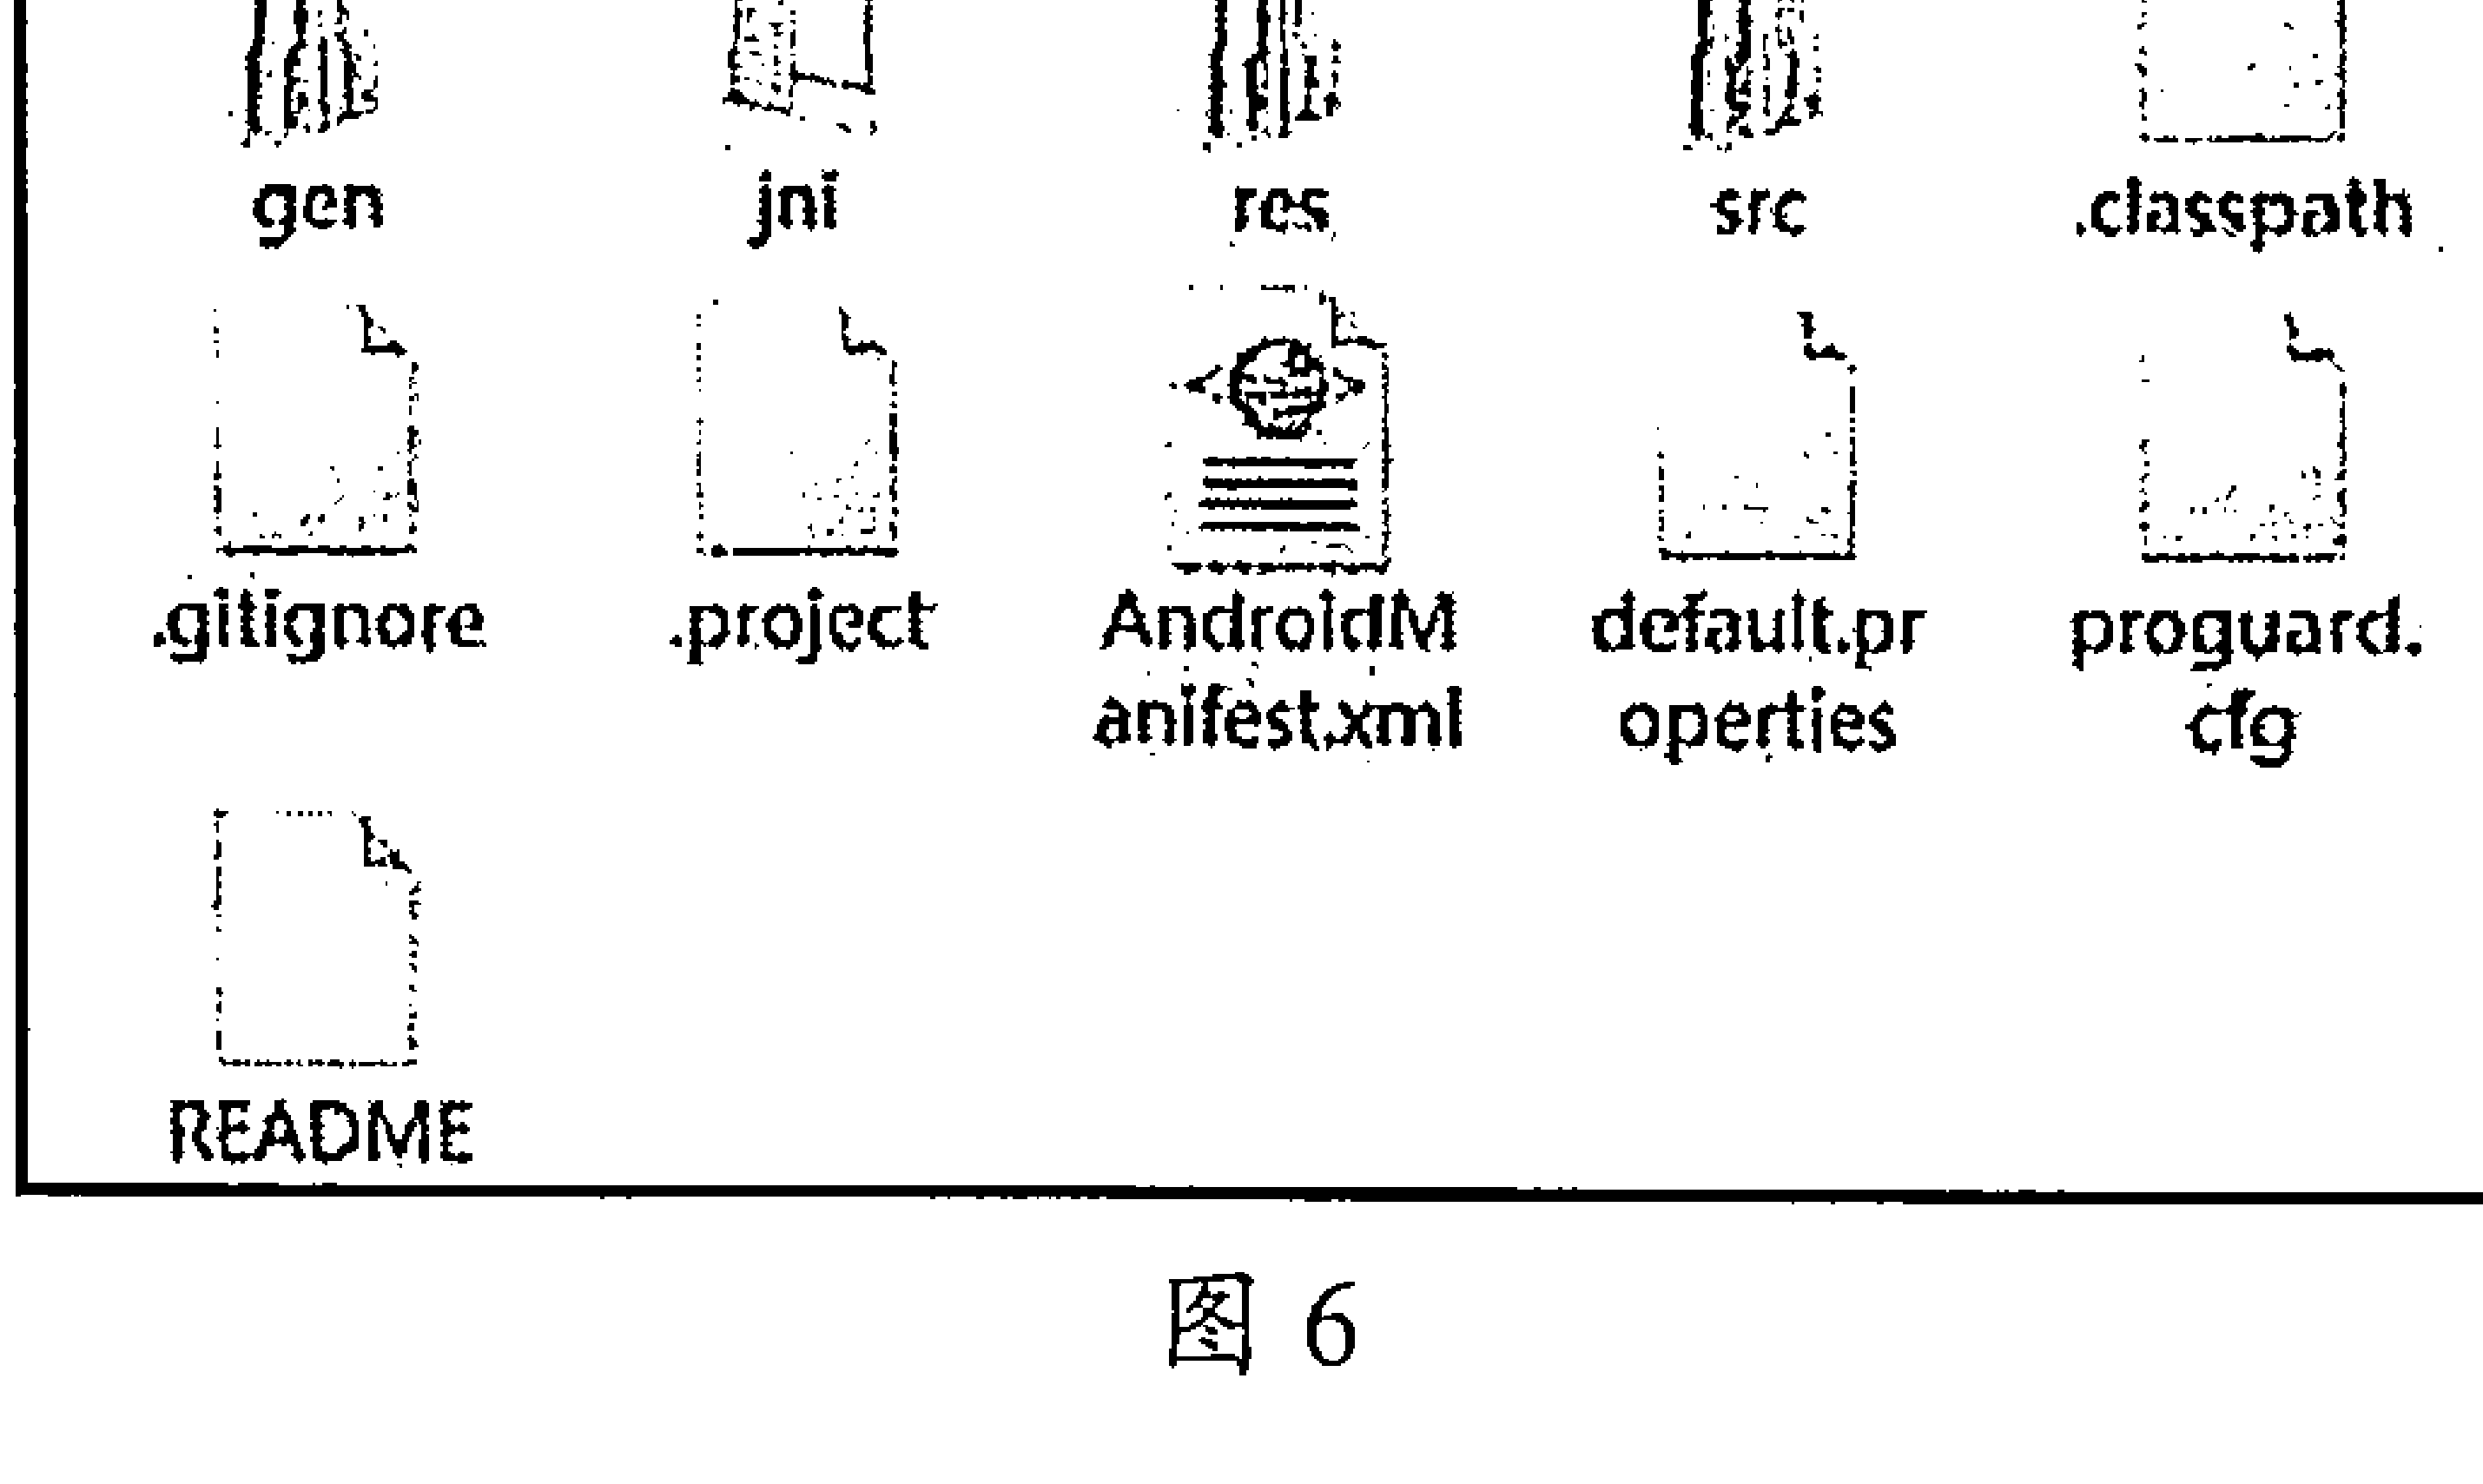 gen jni res src .classpath
.gitignore .project AndroidM default.pr proguard.
anifest.xml operties cfg
README
图 6